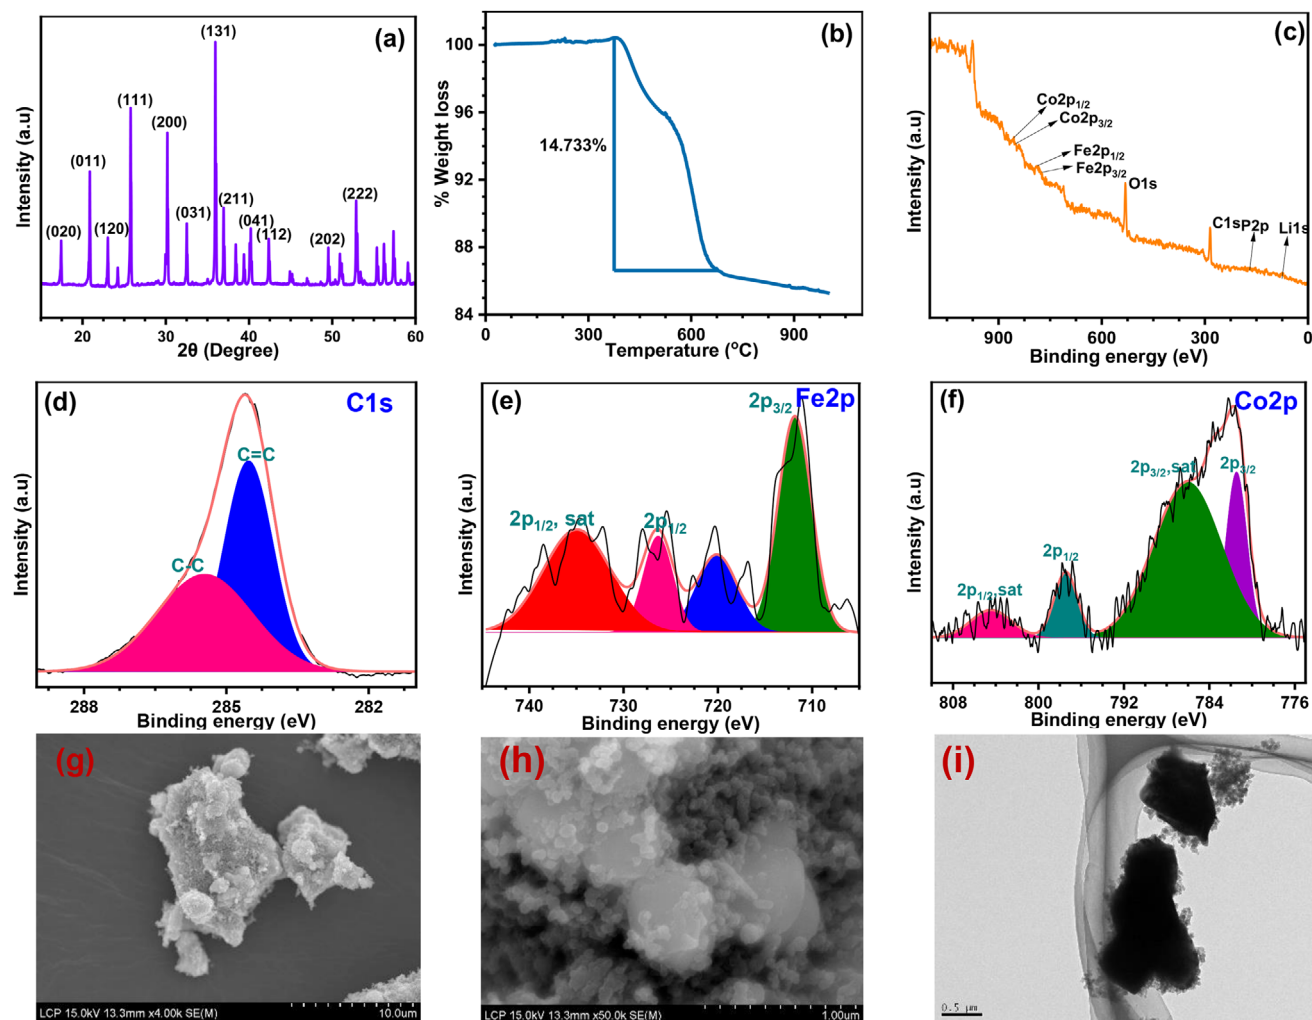 (a)
Intensity (a.u)
(020)
(011)
(120)
(111)
(200)
(031)
(131)
(211)
(041)
(112)
(202)
(222)
20
30
40
50
60
2θ (Degree)
(b)
% Weight loss
100
96
92
88
84
14.733%
0
300
600
900
Temperature (°C)
(c)
Intensity (a.u)
Co2p1/2
Co2p3/2
Fe2p1/2
Fe2p3/2
O1s
C1s
P2p
Li1s
900
600
300
0
Binding energy (eV)
(d)
C1s
Intensity (a.u)
C=C
C-C
288
285
282
Binding energy (eV)
(e)
Fe2p
Intensity (a.u)
2p1/2, sat
2p1/2
2p3/2
740
730
720
710
Binding energy (eV)
(f)
Co2p
Intensity (a.u)
2p1/2,sat
2p1/2
2p3/2,sat
2p3/2
808
800
792
784
776
Binding energy (eV)
(g)
LCP 15.0kV 13.3mm x4.00k SE(M)
10.0um
(h)
LCP 15.0kV 13.3mm x50.0k SE(M)
1.00um
(i)
0.5 μm